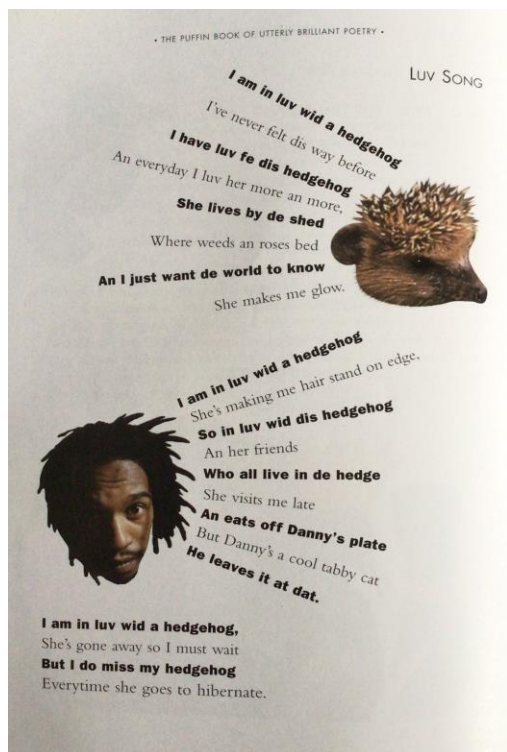 • THE PUFFIN BOOK OF UTTERLY BRILLIANT POETRY •
LUV SONG
I am in luv wid a hedgehog
I've never felt dis way before
I have luv fe dis hedgehog
An everyday I luv her more an more,
She lives by de shed
Where weeds an roses bed
An I just want de world to know
She makes me glow.
I am in luv wid a hedgehog
She's making me hair stand on edge,
So in luv wid dis hedgehog
An her friends
Who all live in de hedge
She visits me late
An eats off Danny's plate
But Danny's a cool tabby cat
He leaves it at dat.
I am in luv wid a hedgehog,
She's gone away so I must wait
But I do miss my hedgehog
Everytime she goes to hibernate.